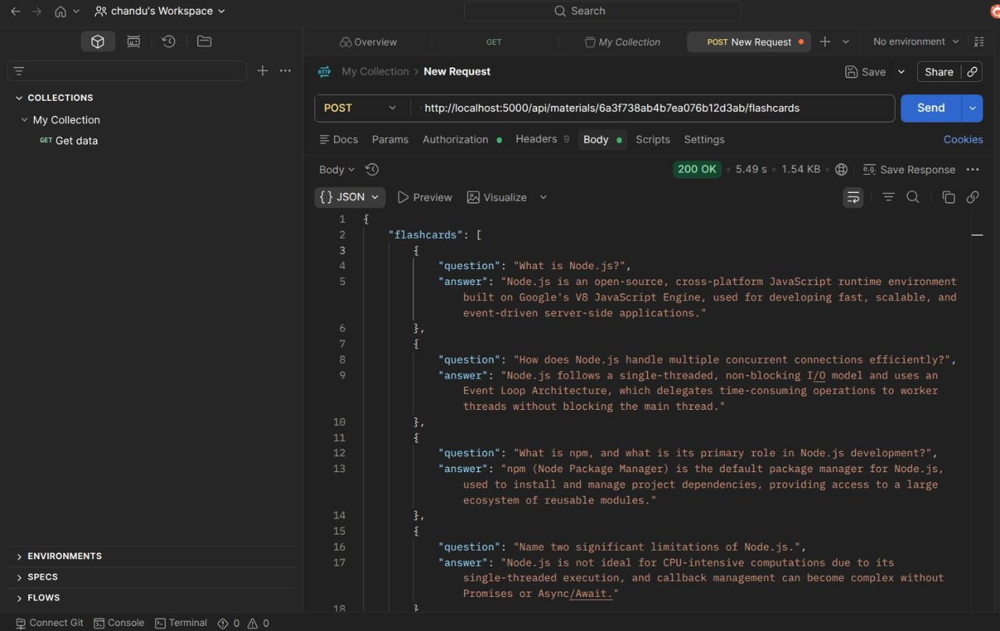 chandu's Workspace
Search
Overview
GET
My Collection
POST New Request
No environment
My Collection > New Request
Save
Share
COLLECTIONS
My Collection
GET Get data
POST
http://localhost:5000/api/materials/6a3f738ab4b7ea076b12d3ab/flashcards
Send
Docs Params Authorization Headers 9 Body Scripts Settings Cookies
Body
200 OK • 5.49 s • 1.54 KB • e.g. Save Response
{} JSON Preview Visualize
1 {
2 "flashcards": [
3 {
4 "question": "What is Node.js?",
5 "answer": "Node.js is an open-source, cross-platform JavaScript runtime environment
built on Google's V8 JavaScript Engine, used for developing fast, scalable, and
event-driven server-side applications."
6 },
7 {
8 "question": "How does Node.js handle multiple concurrent connections efficiently?",
9 "answer": "Node.js follows a single-threaded, non-blocking I/O model and uses an
Event Loop Architecture, which delegates time-consuming operations to worker
threads without blocking the main thread."
10 },
11 {
12 "question": "What is npm, and what is its primary role in Node.js development?",
13 "answer": "npm (Node Package Manager) is the default package manager for Node.js,
used to install and manage project dependencies, providing access to a large
ecosystem of reusable modules."
14 },
15 {
16 "question": "Name two significant limitations of Node.js.",
17 "answer": "Node.js is not ideal for CPU-intensive computations due to its
single-threaded execution, and callback management can become complex without
Promises or Async/Await."
18 },
ENVIRONMENTS
SPECS
FLOWS
Connect Git Console Terminal 0 0